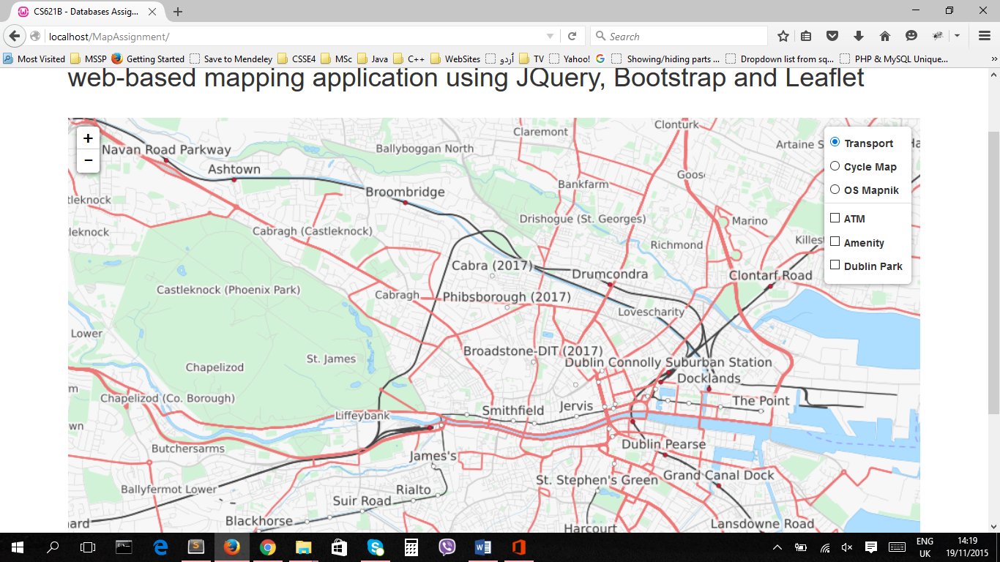 CS621B - Databases Assig...
localhost/MapAssignment/
Search
Most Visited MSSP Getting Started Save to Mendeley CSSE4 MSc Java C++ WebSites اُردو TV Yahoo! Showing/hiding parts ... Dropdown list from sq... PHP & MySQL Unique...
web-based mapping application using JQuery, Bootstrap and Leaflet
+
−
Transport
Cycle Map
OS Mapnik
ATM
Amenity
Dublin Park
Claremont
Clonturk
Artaine S
Navan Road Parkway
Ballyboggan North
Ashtown
Goos
Bankfarm
Broombridge
tleknock
Drishogue (St. Georges)
Marino
leknock
Cabragh (Castleknock)
Richmond
Killest
Cabra (2017)
Drumcondra
Clontarf Road
Castleknock (Phoenix Park)
Cabragh
Phibsborough (2017)
Lovescharity
Lower
Broadstone-DIT (2017)
St. James
Dublin Connolly Suburban Station
Chapelizod
Docklands
m
Chapelizod (Co. Borough)
The Point
Smithfield
Jervis
Liffeybank
wn
Butchersarms
Dublin Pearse
James's
Grand Canal Dock
St. Stephen's Green
Ballyfermot Lower
Rialto
Suir Road
Blackhorse
ard
Lansdowne Road
Harcourt
ENG
UK
14:19
19/11/2015